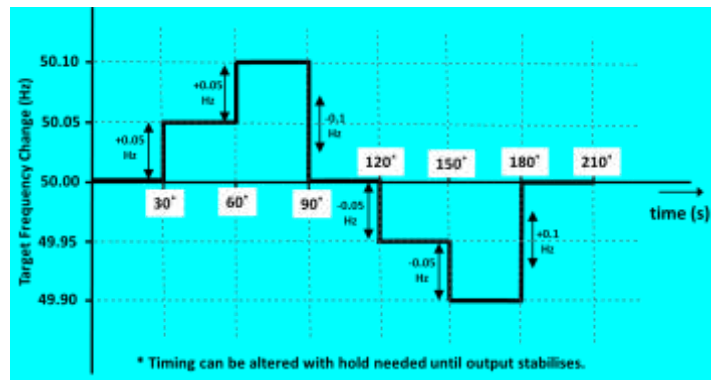 Target Frequency Change (Hz)
50.10
50.05
50.00
49.95
49.90
+0.05
Hz
+0.05
Hz
-0.1
Hz
-0.05
Hz
-0.05
Hz
+0.1
Hz
30*
60*
90*
120*
150*
180*
210*
time (s)
* Timing can be altered with hold needed until output stabilises.